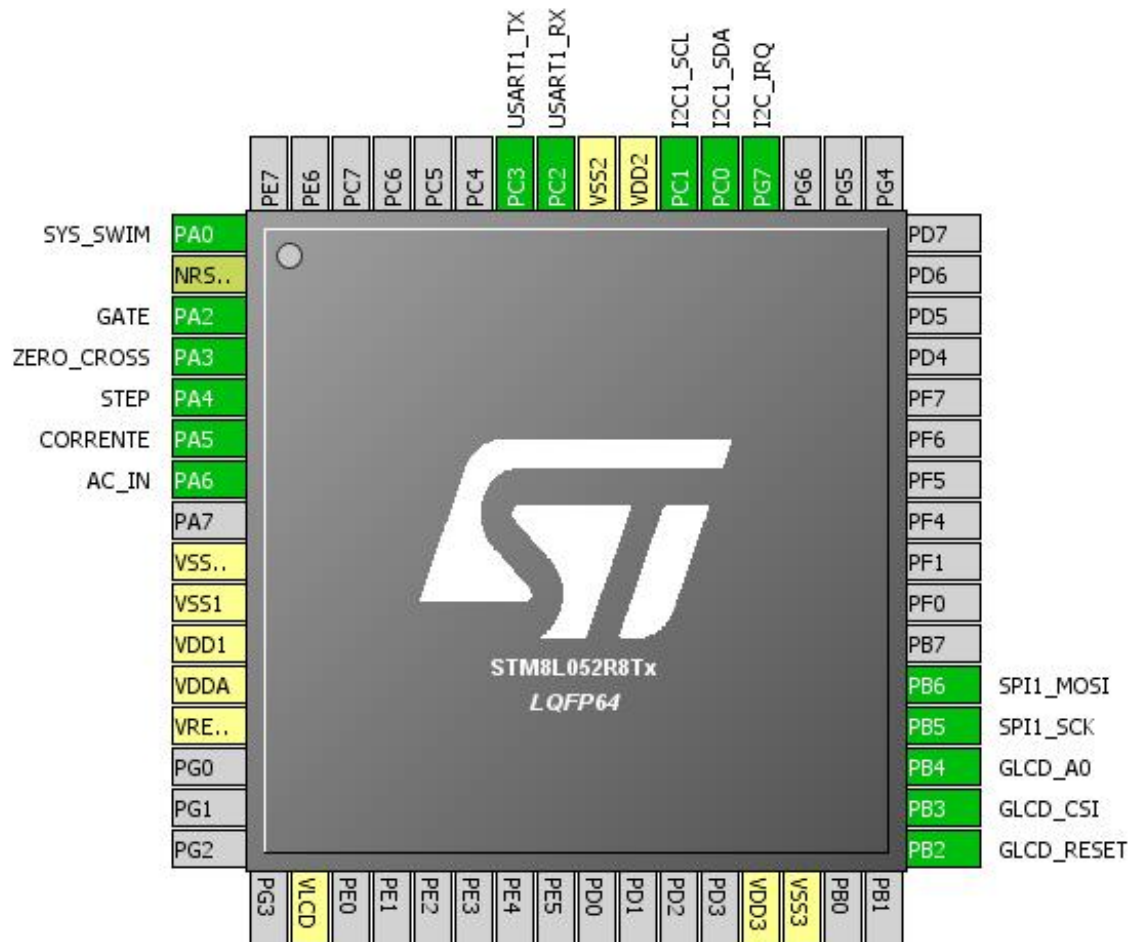 USART1_TX
USART1_RX
I2C1_SCL
I2C1_SDA
I2C_IRQ
PE7
PE6
PC7
PC6
PC5
PC4
PC3
PC2
VSS2
VDD2
PC1
PC0
PG7
PG6
PG5
PG4
SYS_SWIM PA0
NRS..
GATE PA2
ZERO_CROSS PA3
STEP PA4
CORRENTE PA5
AC_IN PA6
PA7
VSS..
VSS1
VDD1
VDDA
VRE..
PG0
PG1
PG2
ST
STM8L052R8Tx
LQFP64
PD7
PD6
PD5
PD4
PF7
PF6
PF5
PF4
PF1
PF0
PB7
PB6 SPI1_MOSI
PB5 SPI1_SCK
PB4 GLCD_A0
PB3 GLCD_CSI
PB2 GLCD_RESET
PG3
VLCD
PE0
PE1
PE2
PE3
PE4
PE5
PD0
PD1
PD2
PD3
VDD3
VSS3
PB0
PB1